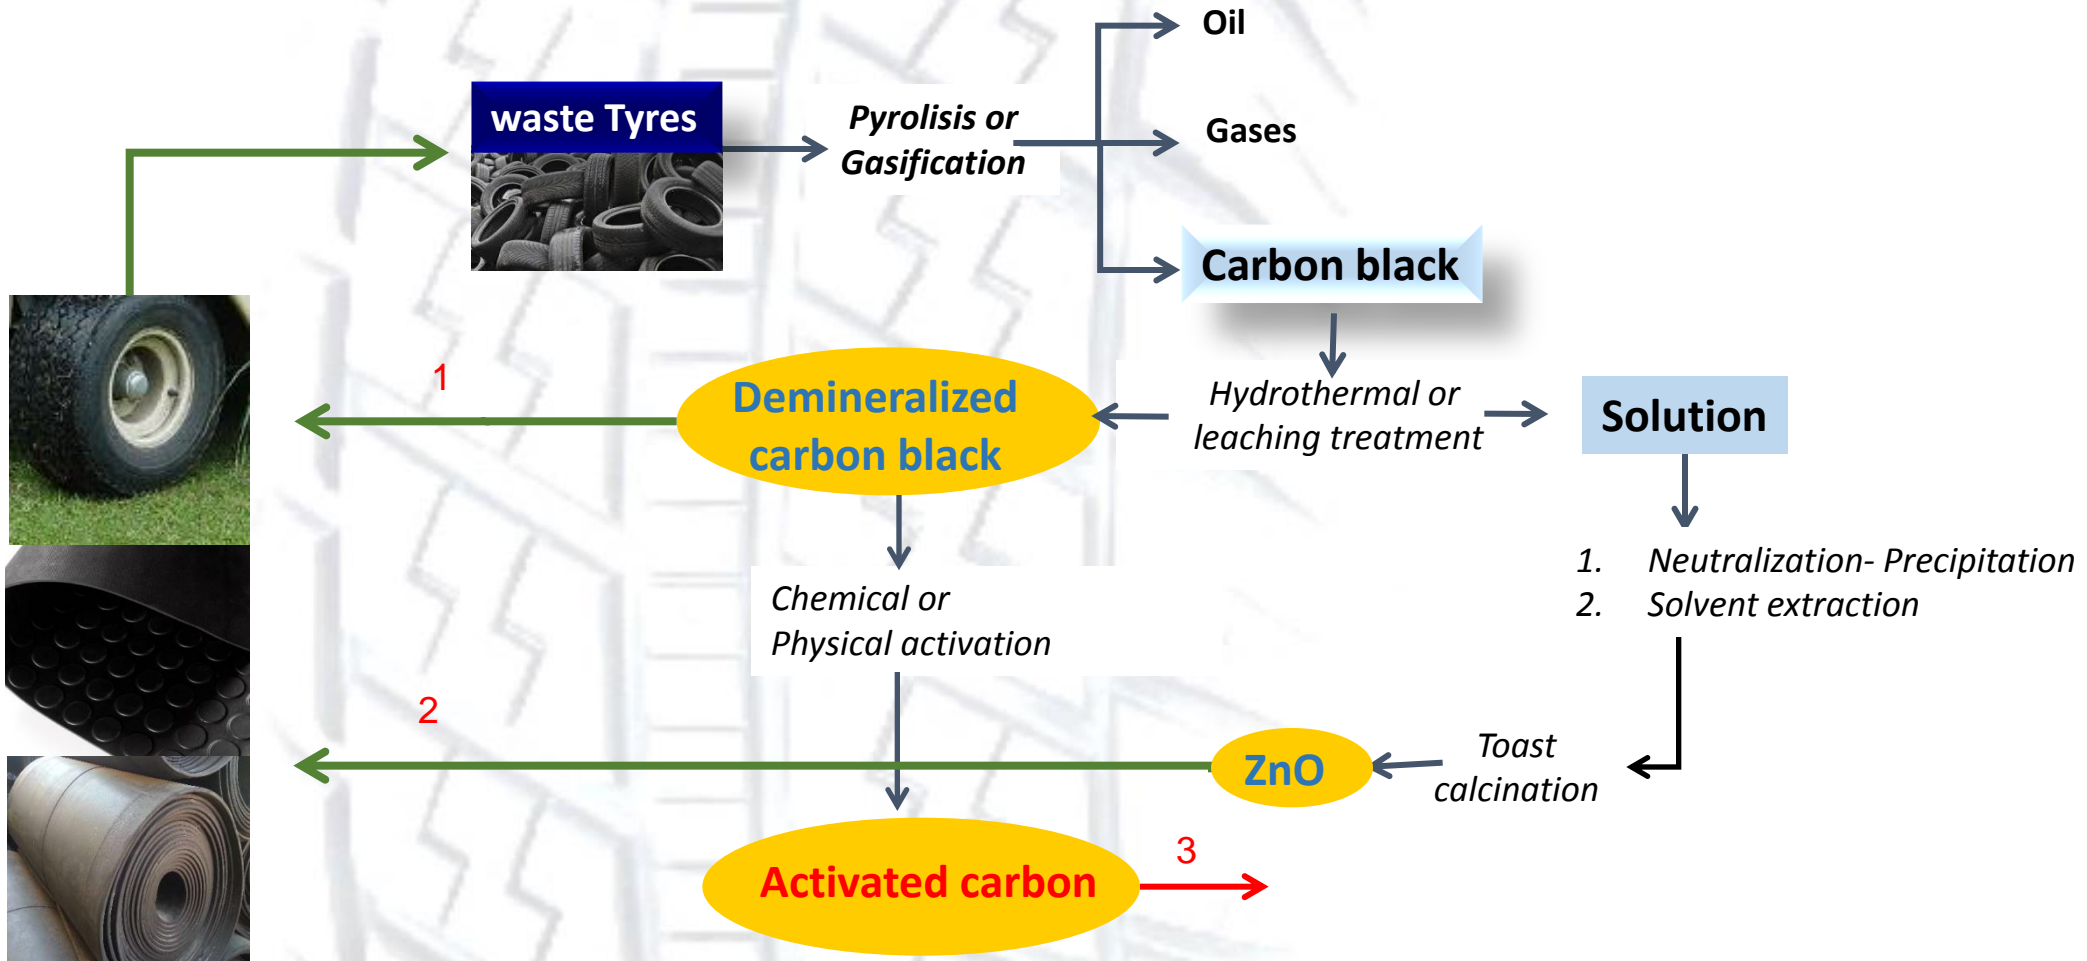 Oil
waste Tyres
Pyrolisis or
Gasification
Gases
Carbon black
1
Demineralized
carbon black
Hydrothermal or
leaching treatment
Solution
1. Neutralization- Precipitation
2. Solvent extraction
Chemical or
Physical activation
2
ZnO
Toast
calcination
Activated carbon
3